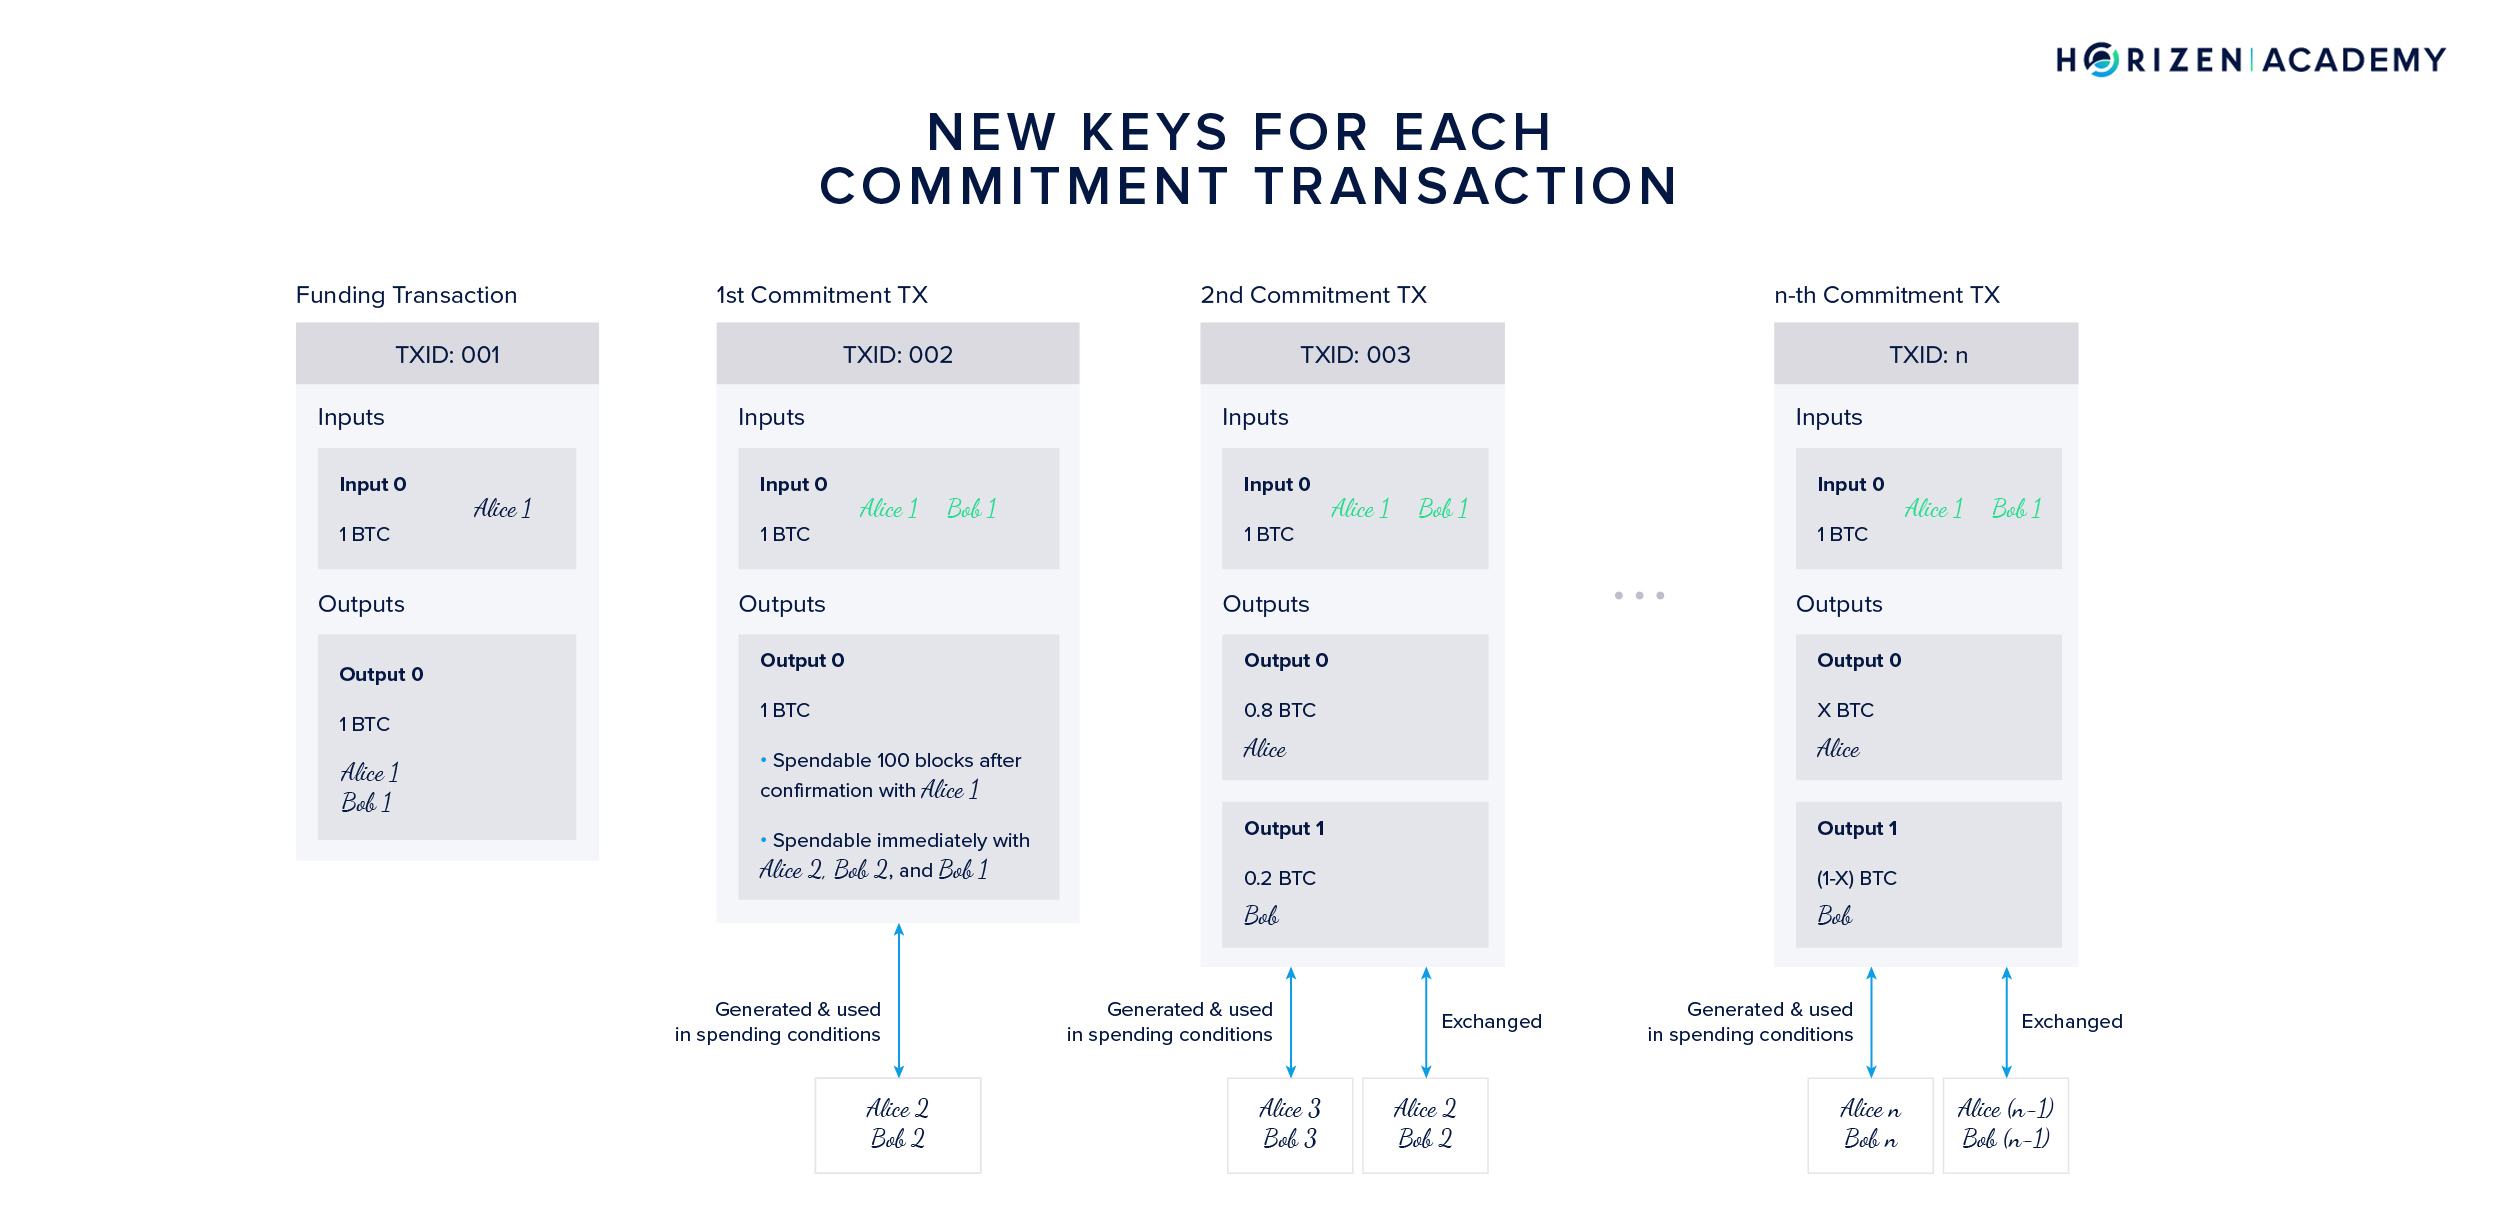 HORIZEN | ACADEMY
NEW KEYS FOR EACH
COMMITMENT TRANSACTION
Funding Transaction
TXID: 001
Inputs
Input 0
Alice 1
1 BTC
Outputs
Output 0
1 BTC
Alice 1
Bob 1
1st Commitment TX
TXID: 002
Inputs
Input 0
Alice 1 Bob 1
1 BTC
Outputs
Output 0
1 BTC
• Spendable 100 blocks after
confirmation with Alice 1
• Spendable immediately with
Alice 2, Bob 2, and Bob 1
Generated & used
in spending conditions
Alice 2
Bob 2
2nd Commitment TX
TXID: 003
Inputs
Input 0
Alice 1 Bob 1
1 BTC
Outputs
Output 0
0.8 BTC
Alice
Output 1
0.2 BTC
Bob
Generated & used
in spending conditions
Exchanged
Alice 3
Bob 3
Alice 2
Bob 2
...
n-th Commitment TX
TXID: n
Inputs
Input 0
Alice 1 Bob 1
1 BTC
Outputs
Output 0
X BTC
Alice
Output 1
(1-X) BTC
Bob
Generated & used
in spending conditions
Exchanged
Alice n
Bob n
Alice (n-1)
Bob (n-1)